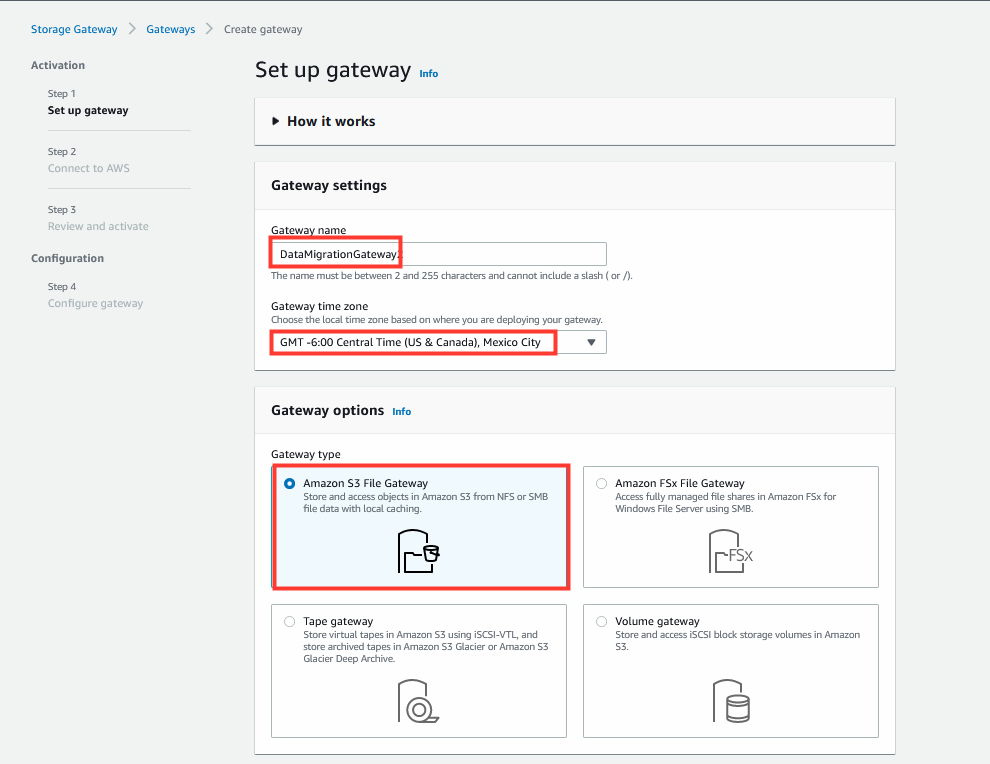 Storage Gateway > Gateways > Create gateway
Activation
Step 1
Set up gateway
Step 2
Connect to AWS
Step 3
Review and activate
Configuration
Step 4
Configure gateway
Set up gateway Info
How it works
Gateway settings
Gateway name
DataMigrationGateway
The name must be between 2 and 255 characters and cannot include a slash ( or /).
Gateway time zone
Choose the local time zone based on where you are deploying your gateway.
GMT -6:00 Central Time (US & Canada), Mexico City
Gateway options Info
Gateway type
Amazon S3 File Gateway
Store and access objects in Amazon S3 from NFS or SMB
file data with local caching.
Amazon FSx File Gateway
Access fully managed file shares in Amazon FSx for
Windows File Server using SMB.
FSx
Tape gateway
Store virtual tapes in Amazon S3 using iSCSI-VTL, and
store archived tapes in Amazon S3 Glacier or Amazon S3
Glacier Deep Archive.
Volume gateway
Store and access iSCSI block storage volumes in Amazon
S3.